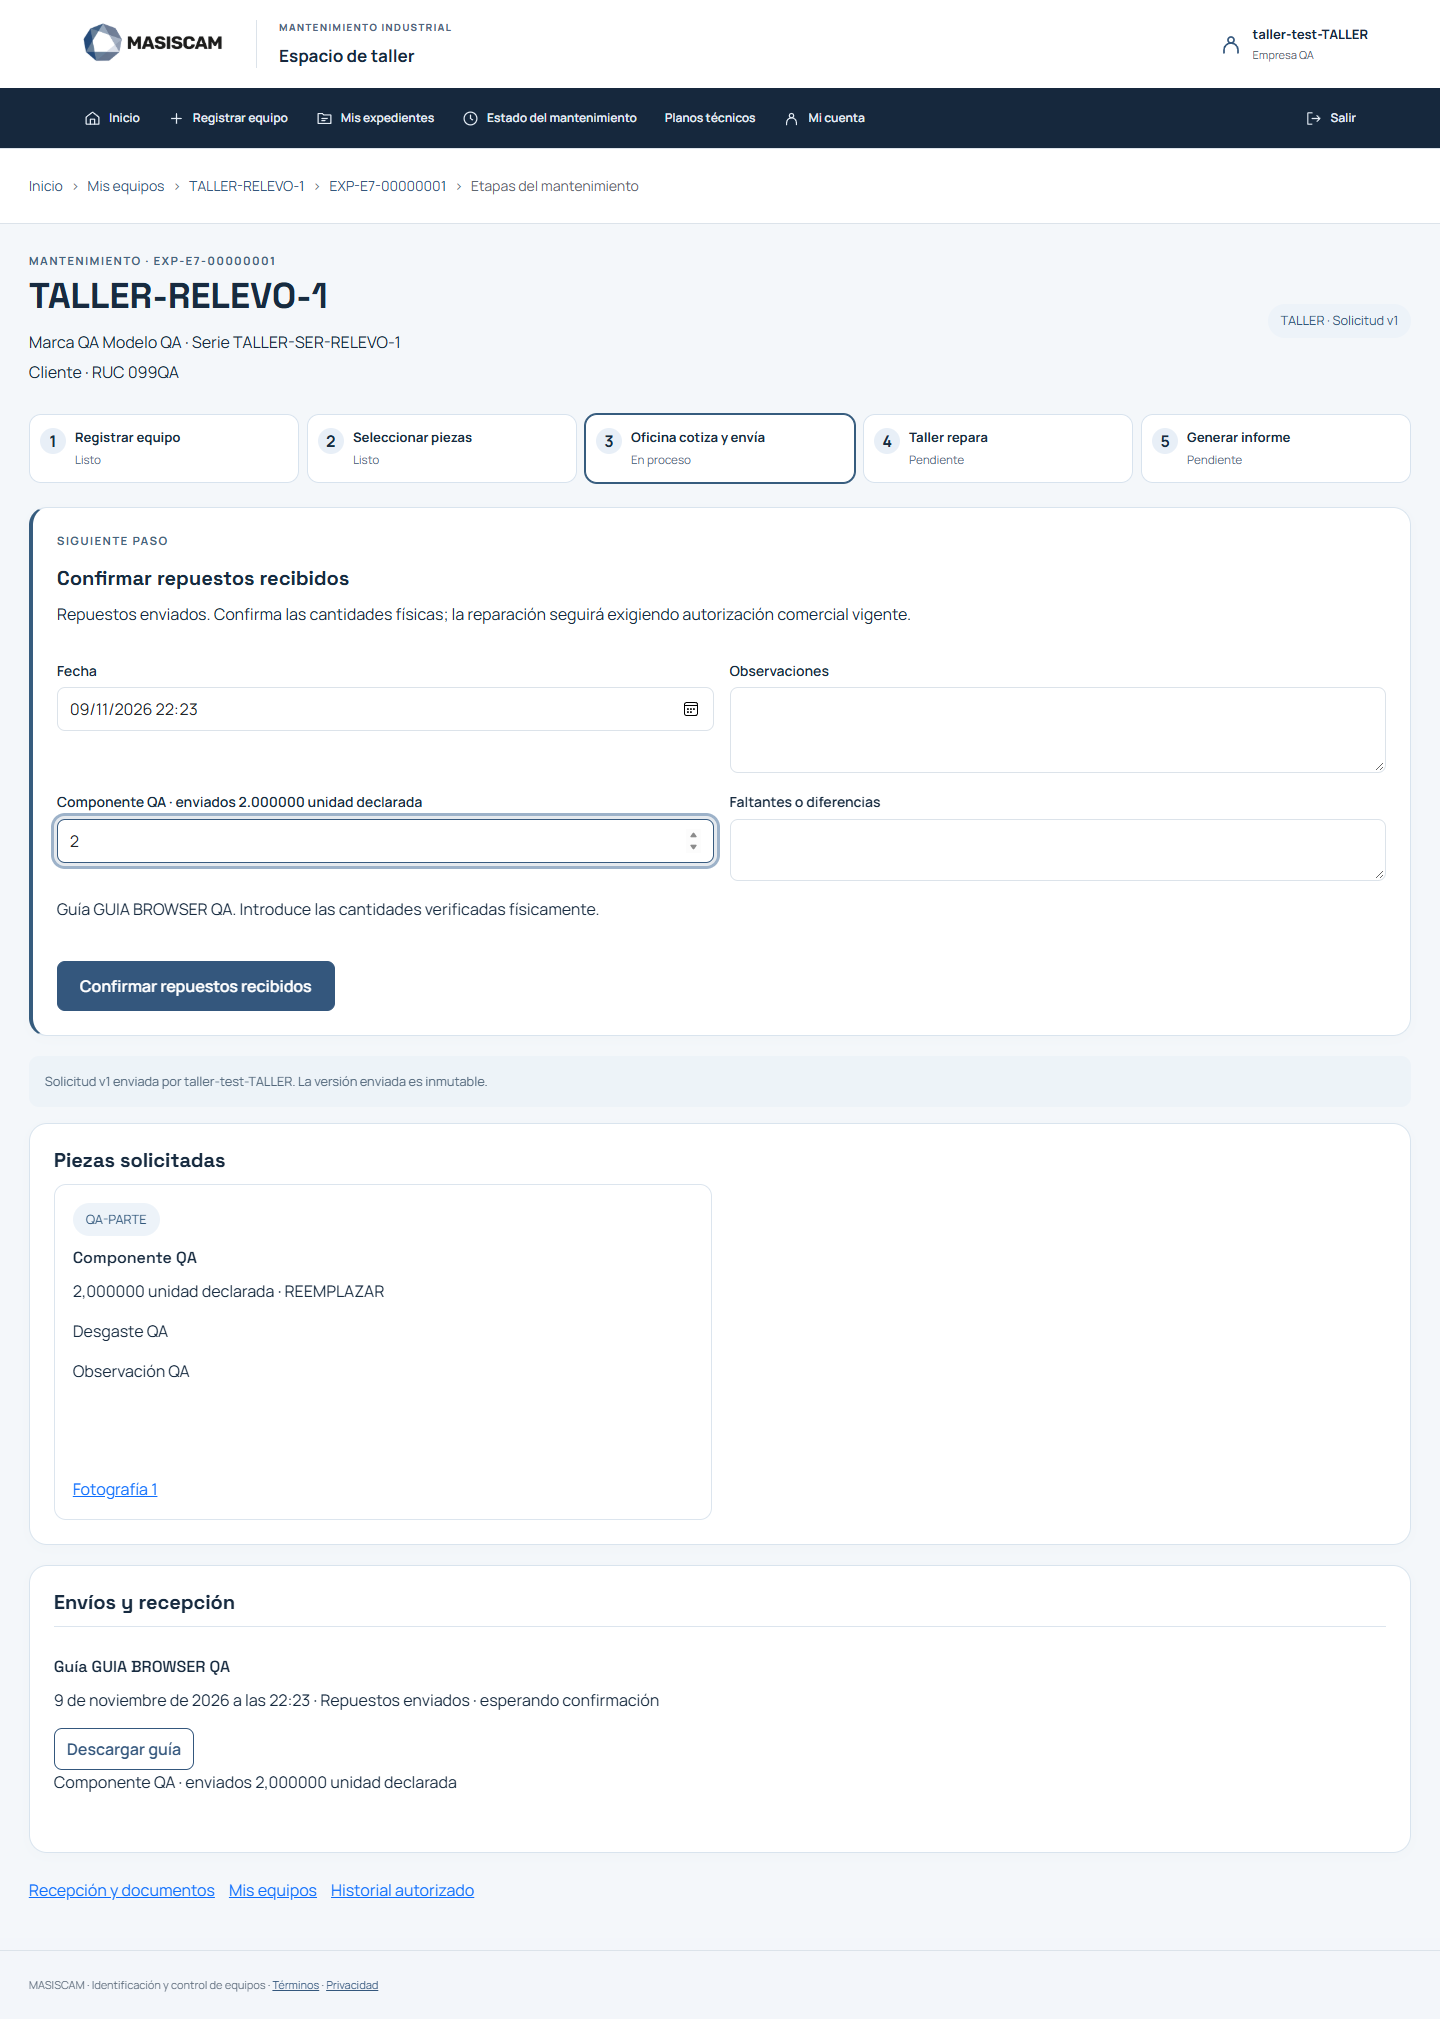 MASISCAM
MANTENIMIENTO INDUSTRIAL
Espacio de taller
taller-test-TALLER
Empresa QA
Inicio
Registrar equipo
Mis expedientes
Estado del mantenimiento
Planos técnicos
Mi cuenta
Salir
Inicio › Mis equipos › TALLER-RELEVO-1 › EXP-E7-00000001 › Etapas del mantenimiento
MANTENIMIENTO · EXP-E7-00000001
TALLER-RELEVO-1
Marca QA Modelo QA · Serie TALLER-SER-RELEVO-1
Cliente · RUC 099QA
TALLER · Solicitud v1
1 Registrar equipo
Listo
2 Seleccionar piezas
Listo
3 Oficina cotiza y envía
En proceso
4 Taller repara
Pendiente
5 Generar informe
Pendiente
SIGUIENTE PASO
Confirmar repuestos recibidos
Repuestos enviados. Confirma las cantidades físicas; la reparación seguirá exigiendo autorización comercial vigente.
Fecha
09/11/2026 22:23
Observaciones
Componente QA · enviados 2.000000 unidad declarada
2
Faltantes o diferencias
Guía GUIA BROWSER QA. Introduce las cantidades verificadas físicamente.
Confirmar repuestos recibidos
Solicitud v1 enviada por taller-test-TALLER. La versión enviada es inmutable.
Piezas solicitadas
QA-PARTE
Componente QA
2,000000 unidad declarada · REEMPLAZAR
Desgaste QA
Observación QA
Fotografía 1
Envíos y recepción
Guía GUIA BROWSER QA
9 de noviembre de 2026 a las 22:23 · Repuestos enviados · esperando confirmación
Descargar guía
Componente QA · enviados 2,000000 unidad declarada
Recepción y documentos Mis equipos Historial autorizado
MASISCAM · Identificación y control de equipos · Términos · Privacidad